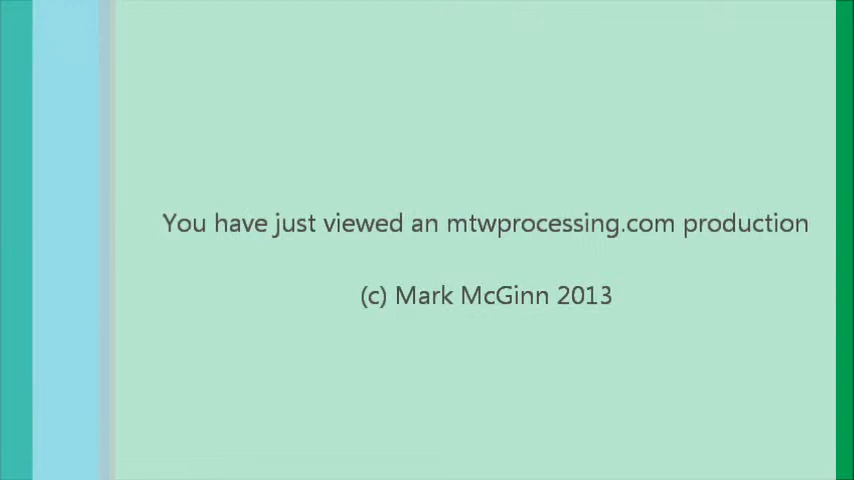 You have just viewed an mtwprocessing.com production
(c) Mark McGinn 2013